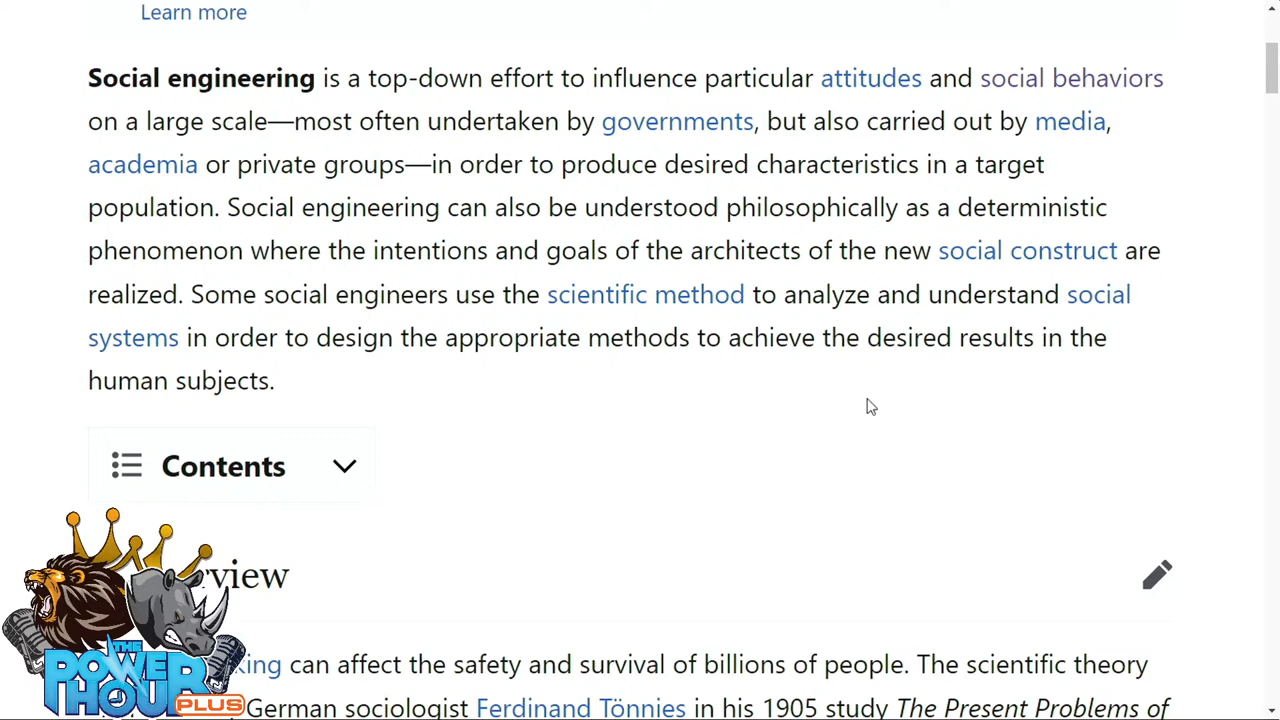 Learn more
Social engineering is a top-down effort to influence particular attitudes and social behaviors
on a large scale—most often undertaken by governments, but also carried out by media,
academia or private groups—in order to produce desired characteristics in a target
population. Social engineering can also be understood philosophically as a deterministic
phenomenon where the intentions and goals of the architects of the new social construct are
realized. Some social engineers use the scientific method to analyze and understand social
systems in order to design the appropriate methods to achieve the desired results in the
human subjects.
Contents
rview
king can affect the safety and survival of billions of people. The scientific theory
German sociologist Ferdinand Tönnies in his 1905 study The Present Problems of
THE
POWER
HOUR
PLUS